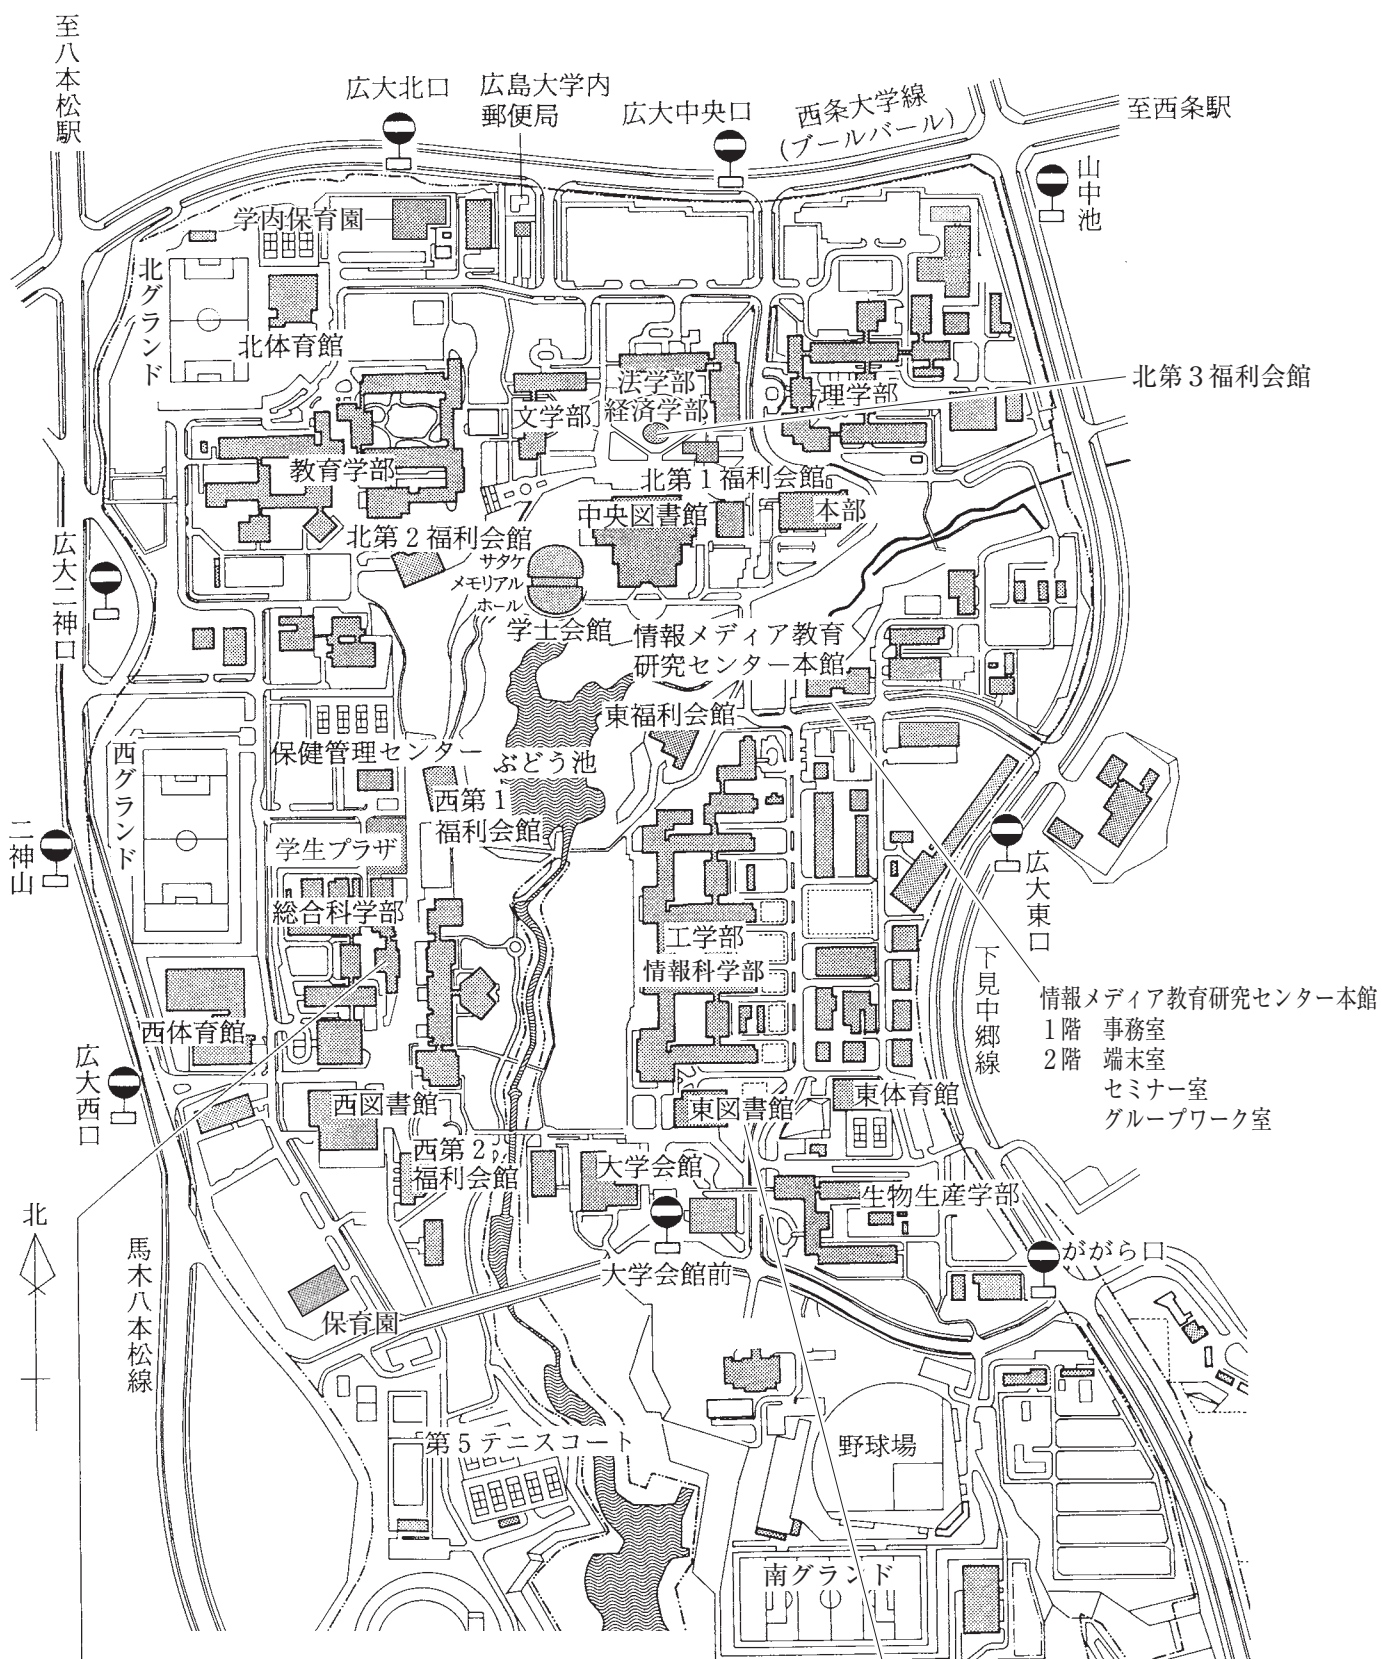 至八本松駅
広大北口
広島大学内
郵便局
広大中央口
西条大学線
(ブールバール)
至西条駅
山中池
学内保育園
北グランド
北体育館
法学部
経済学部
文学部
理学部
北第3福利会館
教育学部
北第1福利会館
中央図書館
本部
北第2福利会館
サタケ
メモリアル
ホール
学士会館
広大二神口
情報メディア教育
研究センター本館
東福利会館
西グランド
保健管理センター
ぶどう池
西第1
福利会館
二神山
学生プラザ
総合科学部
広大東口
工学部
情報科学部
下見中郷線
情報メディア教育研究センター本館
1階 事務室
2階 端末室
セミナー室
グループワーク室
西体育館
広大西口
西図書館
東図書館
東体育館
西第2
福利会館
大学会館
生物生産学部
北
馬木八本松線
大学会館前
ががら口
保育園
第5テニスコート
野球場
南グランド